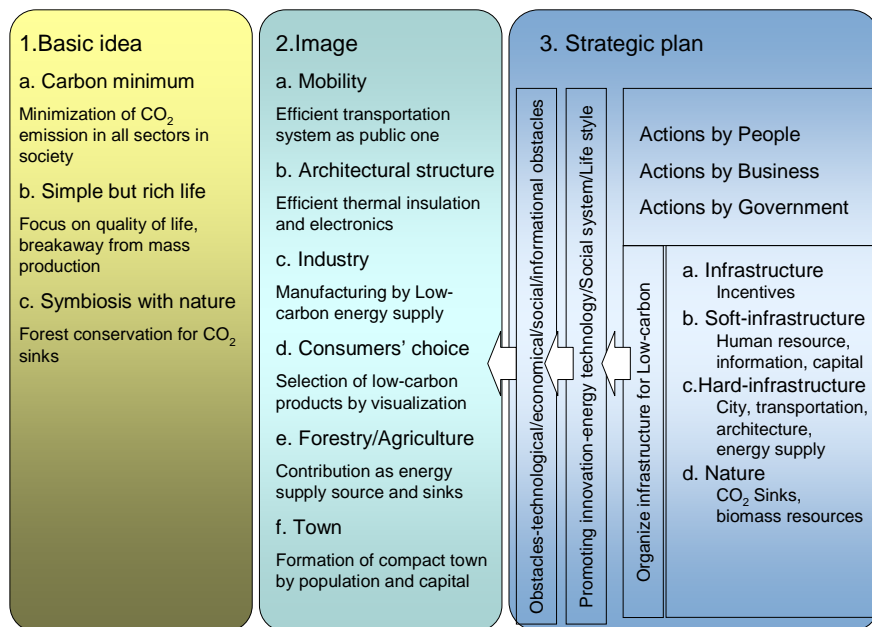 1.Basic idea
a. Carbon minimum
Minimization of CO₂
emission in all sectors in
society
b. Simple but rich life
Focus on quality of life,
breakaway from mass
production
c. Symbiosis with nature
Forest conservation for CO₂
sinks
2.Image
a. Mobility
Efficient transportation
system as public one
b. Architectural structure
Efficient thermal insulation
and electronics
c. Industry
Manufacturing by Low-
carbon energy supply
d. Consumers’ choice
Selection of low-carbon
products by visualization
e. Forestry/Agriculture
Contribution as energy
supply source and sinks
f. Town
Formation of compact town
by population and capital
3. Strategic plan
Obstacles-technological/economical/social/informational obstacles
Promoting innovation-energy technology/Social system/Life style
Actions by People
Actions by Business
Actions by Government
Organize infrastructure for Low-carbon
a. Infrastructure
Incentives
b. Soft-infrastructure
Human resource,
information, capital
c.Hard-infrastructure
City, transportation,
architecture,
energy supply
d. Nature
CO₂ Sinks,
biomass resources